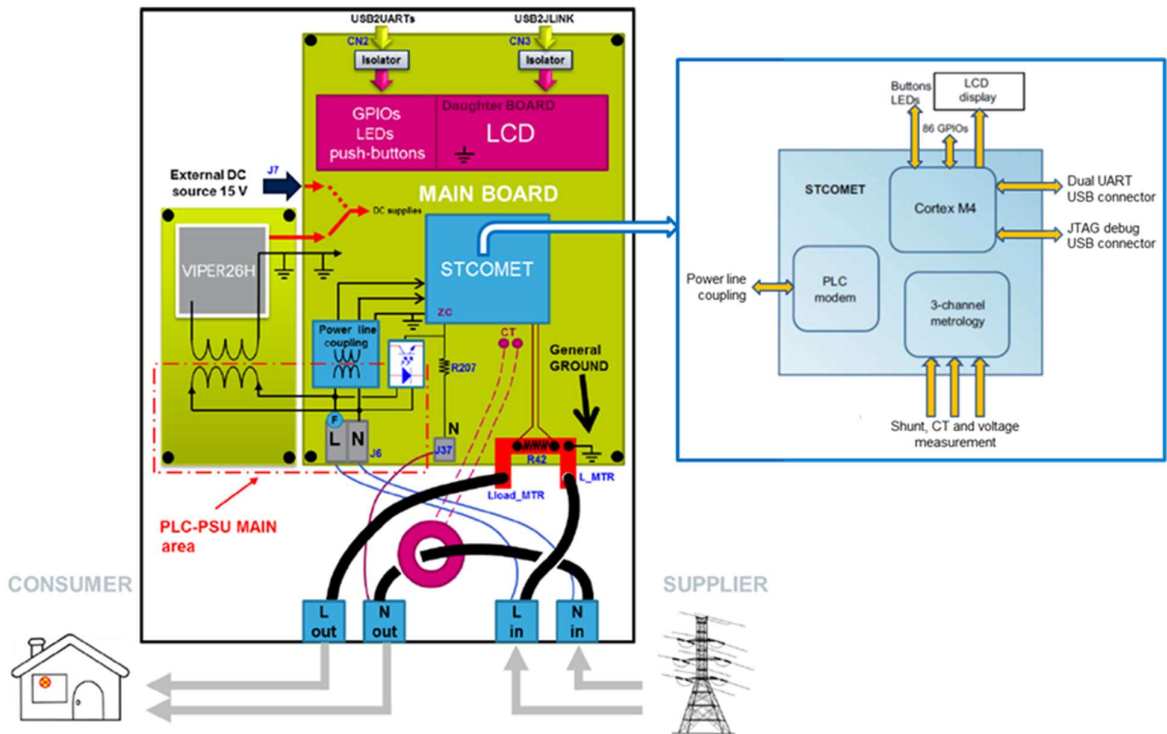 USB2UARTs
USB2JLINK
CN2
CN3
Isolator
Isolator
Daughter BOARD
GPIOs
LEDs
push-buttons
LCD
External DC
source 15 V
J7
MAIN BOARD
DC supplies
VIPER26H
STCOMET
ZC
CT
Power line
coupling
R207
General
GROUND
F
L
N
J6
N
J37
R42
L_MTR
Lload_MTR
PLC-PSU MAIN
area
CONSUMER
SUPPLIER
L
out
N
out
L
in
N
in
Buttons
LEDs
LCD
display
86 GPIOs
STCOMET
Cortex M4
Dual UART
USB connector
JTAG debug
USB connector
Power line
coupling
PLC
modem
3-channel
metrology
Shunt, CT and voltage
measurement